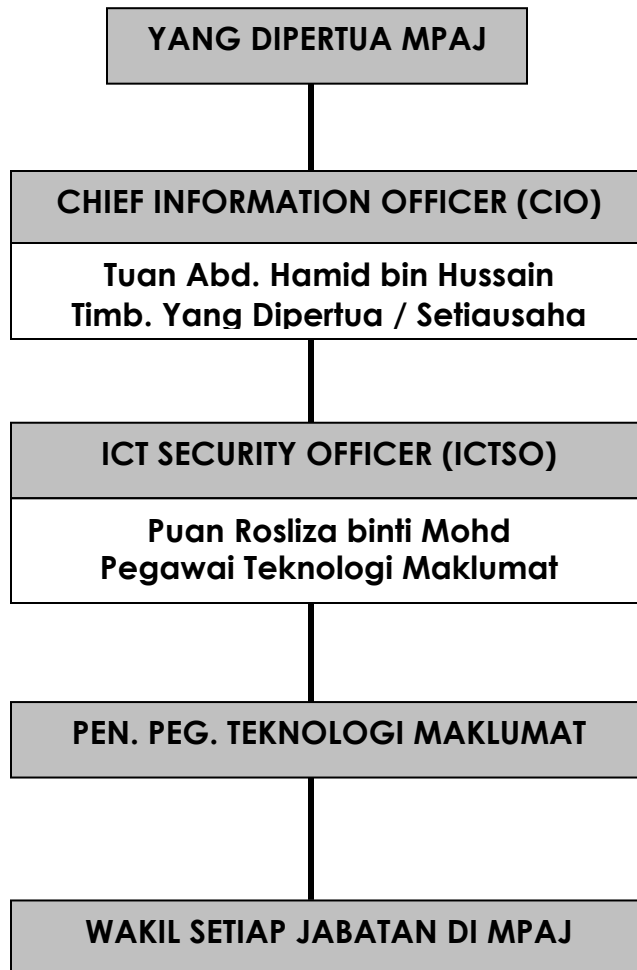 YANG DIPERTUA MPAJ
CHIEF INFORMATION OFFICER (CIO)
Tuan Abd. Hamid bin Hussain
Timb. Yang Dipertua / Setiausaha
ICT SECURITY OFFICER (ICTSO)
Puan Rosliza binti Mohd
Pegawai Teknologi Maklumat
PEN. PEG. TEKNOLOGI MAKLUMAT
WAKIL SETIAP JABATAN DI MPAJ